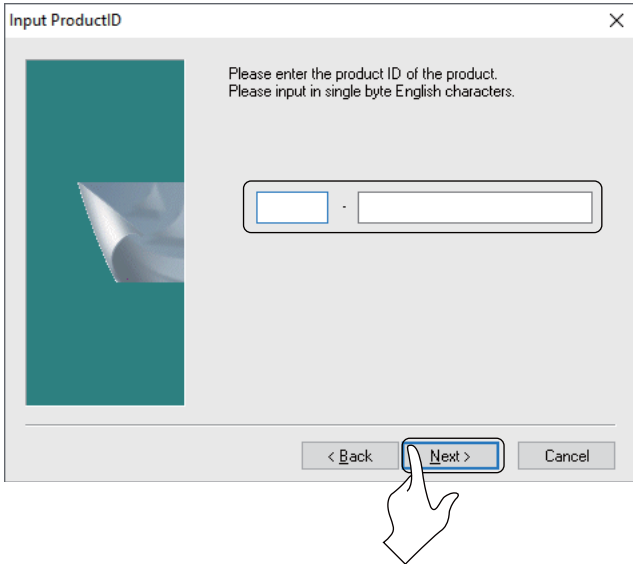 Input ProductID
Please enter the product ID of the product.
Please input in single byte English characters.
-
< Back
Next >
Cancel